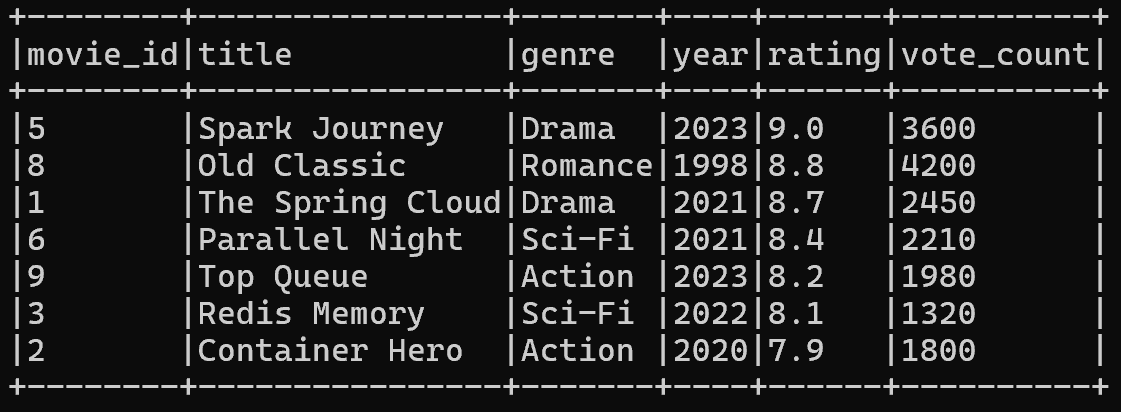 +--------+----------------+-------+----+------+----------+
|movie_id|title           |genre  |year|rating|vote_count|
+--------+----------------+-------+----+------+----------+
|5       |Spark Journey   |Drama  |2023|9.0   |3600      |
|8       |Old Classic     |Romance|1998|8.8   |4200      |
|1       |The Spring Cloud|Drama  |2021|8.7   |2450      |
|6       |Parallel Night  |Sci-Fi |2021|8.4   |2210      |
|9       |Top Queue       |Action |2023|8.2   |1980      |
|3       |Redis Memory    |Sci-Fi |2022|8.1   |1320      |
|2       |Container Hero  |Action |2020|7.9   |1800      |
+--------+----------------+-------+----+------+----------+